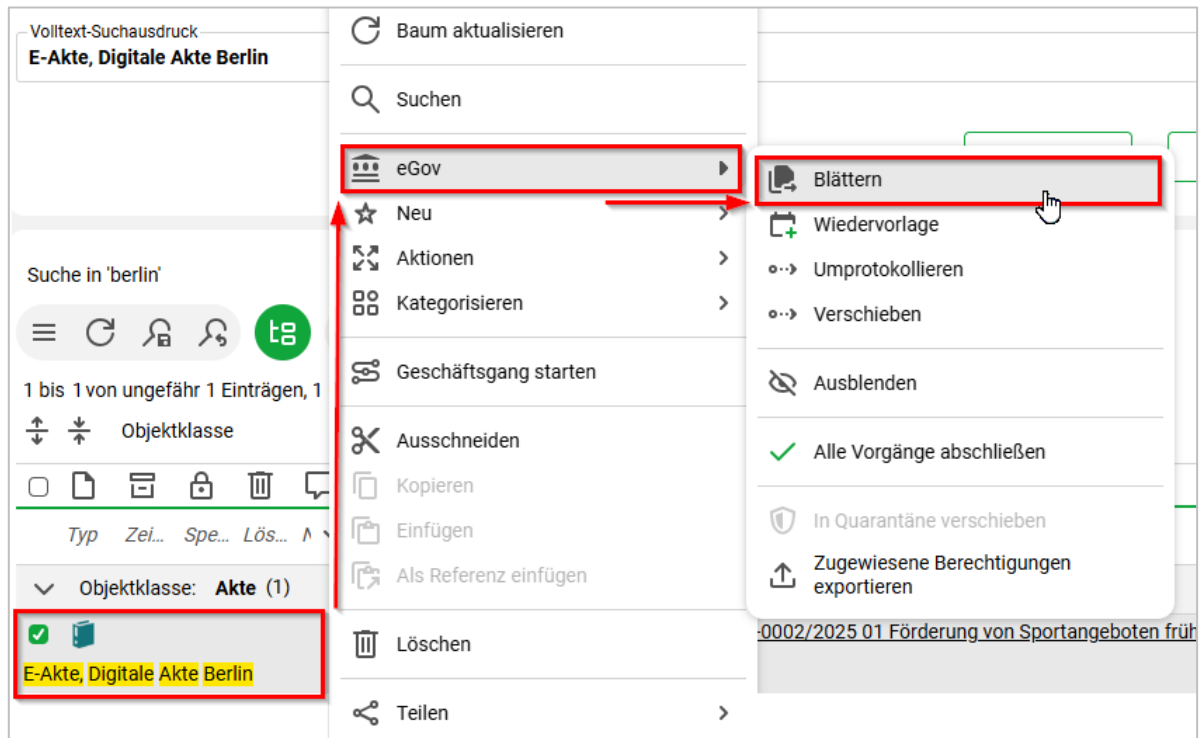 Volltext-Suchausdruck
E-Akte, Digitale Akte Berlin
Suche in 'berlin'
1 bis 1 von ungefähr 1 Einträgen, 1
Objektklasse
Typ Zei... Spe... Lös... N
Objektklasse: Akte (1)
E-Akte, Digitale Akte Berlin
Baum aktualisieren
Suchen
eGov
Neu
Aktionen
Kategorisieren
Geschäftsgang starten
Ausschneiden
Kopieren
Einfügen
Als Referenz einfügen
Löschen
Teilen
Blättern
Wiedervorlage
Umprotokollieren
Verschieben
Ausblenden
Alle Vorgänge abschließen
In Quarantäne verschieben
Zugewiesene Berechtigungen
exportieren
-0002/2025 01 Förderung von Sportangeboten früh